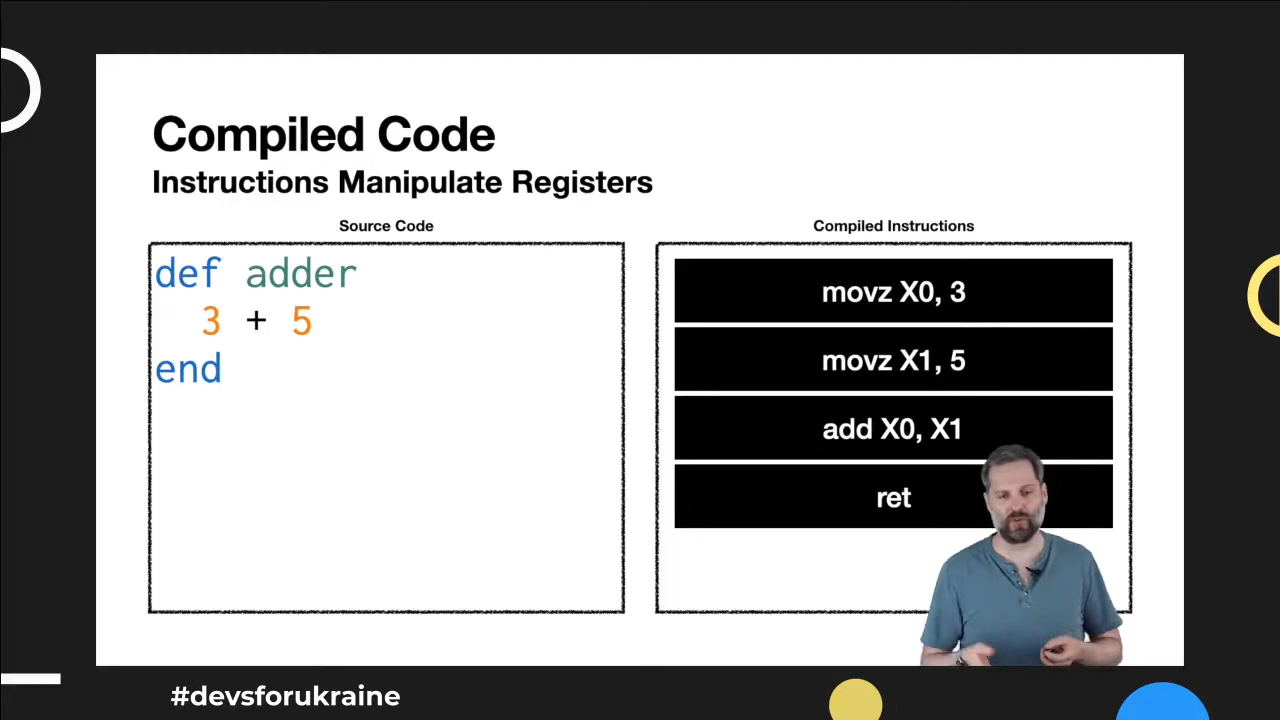 Compiled Code
Instructions Manipulate Registers
Source Code
def adder
  3 + 5
end
Compiled Instructions
movz X0, 3
movz X1, 5
add X0, X1
ret
#devsforukraine